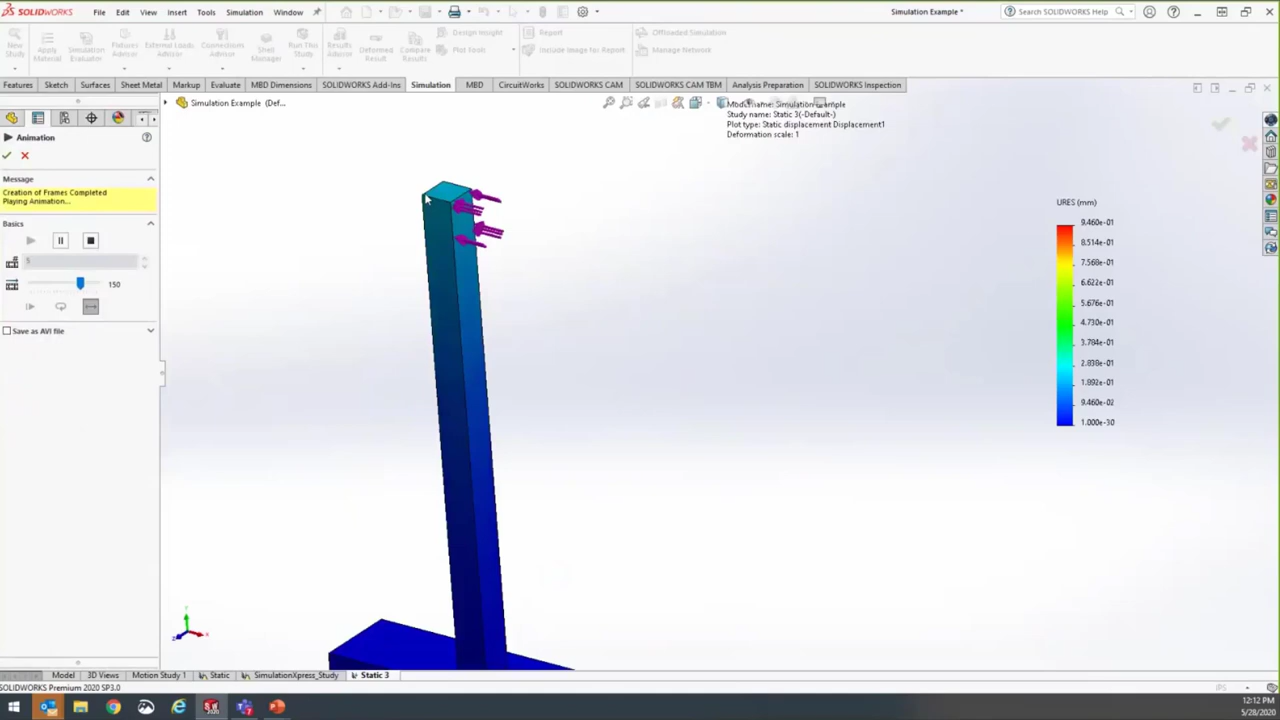 SOLIDWORKS File Edit View Insert Tools Simulation Window Simulation Example * Search SOLIDWORKS Help
New Study
Apply Material
Simulation Evaluator
Fixtures Advisor
External Loads Advisor
Connections Advisor
Shell Manager
Run This Study
Results Advisor
Deformed Result
Compare Results
Design Insight
Plot Tools
Report
Include Image for Report
Offloaded Simulation
Manage Network
Features Sketch Surfaces Sheet Metal Markup Evaluate MBD Dimensions SOLIDWORKS Add-Ins Simulation MBD CircuitWorks SOLIDWORKS CAM SOLIDWORKS CAM TBM Analysis Preparation SOLIDWORKS Inspection
Simulation Example (Def...
Model name: Simulation Example
Study name: Static 3(-Default-)
Plot type: Static displacement Displacement1
Deformation scale: 1
Animation
Message
Creation of Frames Completed
Playing Animation...
Basics
5
150
Save as AVI file
URES (mm)
9.460e-01
8.514e-01
7.568e-01
6.622e-01
5.676e-01
4.730e-01
3.784e-01
2.838e-01
1.892e-01
9.460e-02
1.000e-30
Y
X
Z
Model 3D Views Motion Study 1 Static SimulationXpress_Study Static 3
SOLIDWORKS Premium 2020 SP3.0
IPS
12:12 PM
5/28/2020